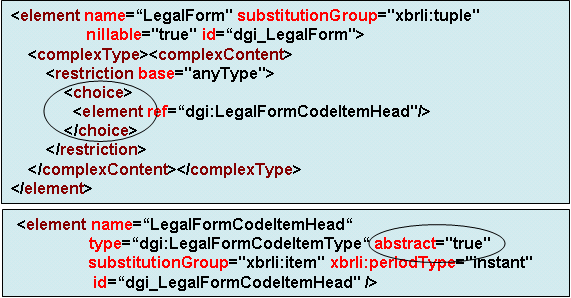 <element name=“LegalForm" substitutionGroup="xbrli:tuple"
nillable="true" id=“dgi_LegalForm">
<complexType><complexContent>
<restriction base="anyType">
<choice>
<element ref=“dgi:LegalFormCodeItemHead"/>
</choice>
</restriction>
</complexContent></complexType>
</element>
<element name=“LegalFormCodeItemHead“
type=“dgi:LegalFormCodeItemType“ abstract="true"
substitutionGroup="xbrli:item" xbrli:periodType="instant"
id=“dgi_LegalFormCodeItemHead" />